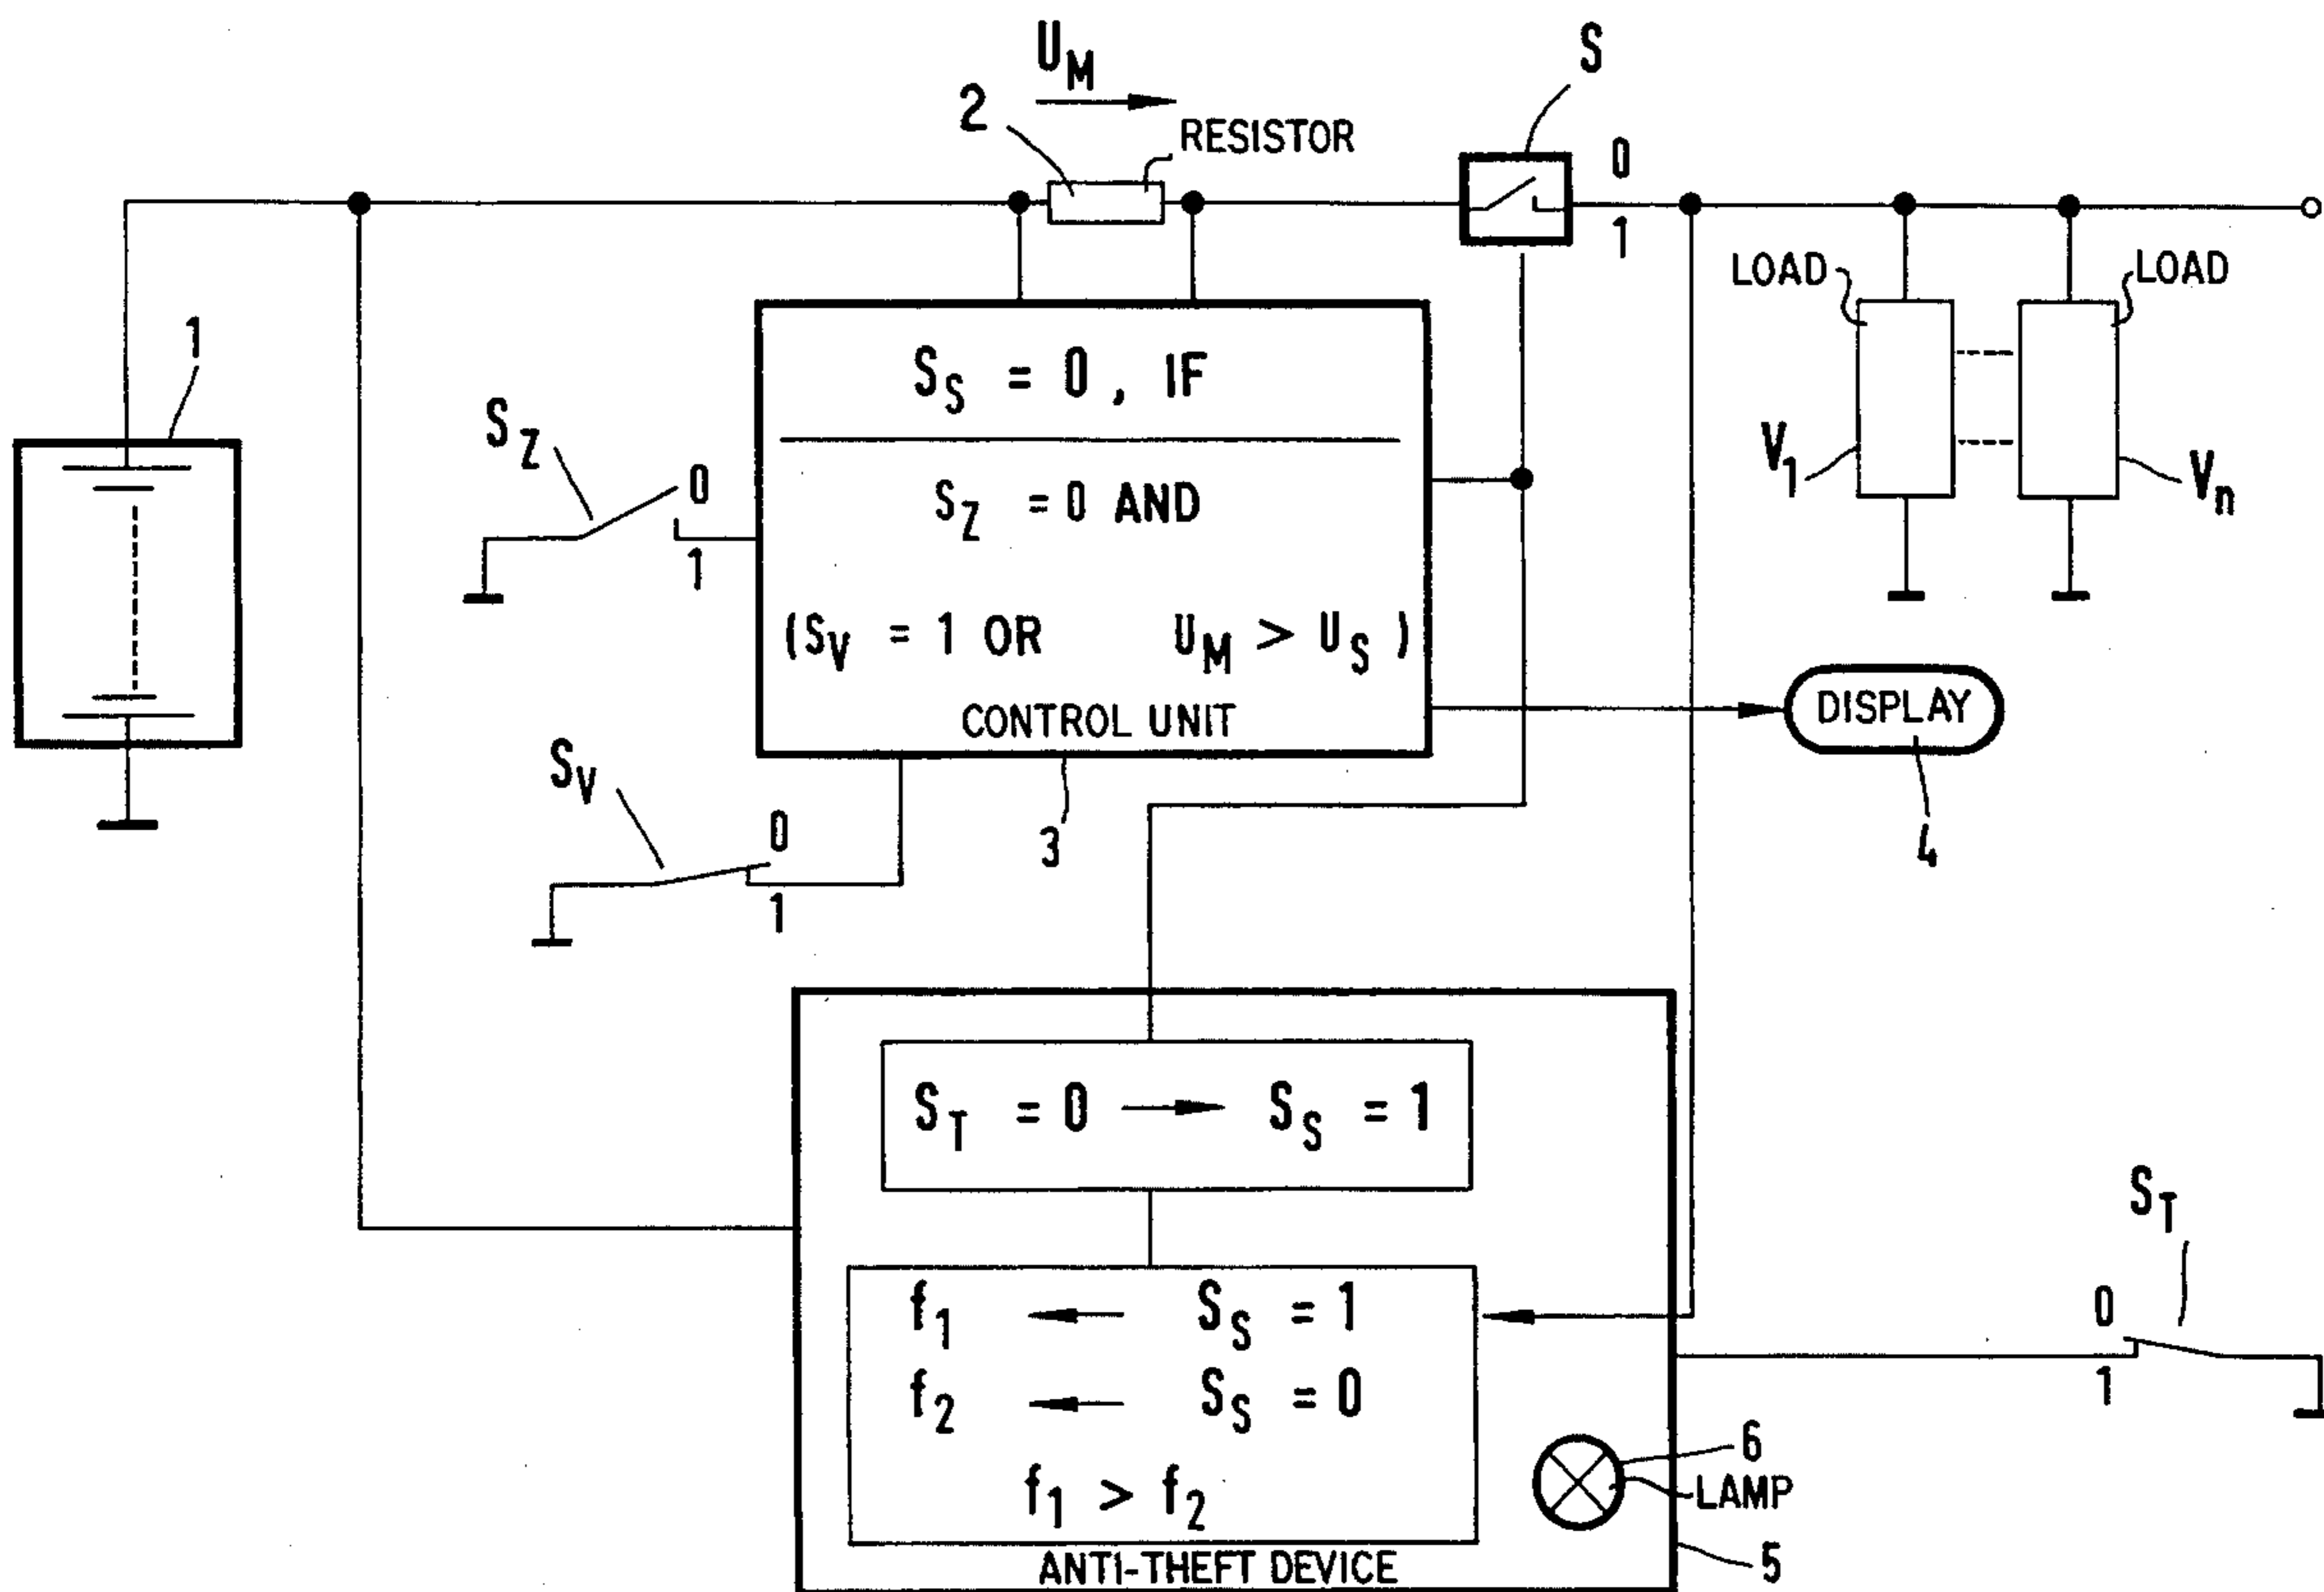 U_M
S
2
RESISTOR
0
1
LOAD
LOAD
1
S_S = 0, IF
S_Z
0
1
S_Z = 0 AND
V_1
V_n
(S_V = 1 OR U_M > U_S)
CONTROL UNIT
DISPLAY
S_V
0
1
3
4
S_T = 0 → S_S = 1
S_T
f_1 ← S_S = 1
0
1
f_2 ← S_S = 0
f_1 > f_2
6
LAMP
ANTI-THEFT DEVICE
5